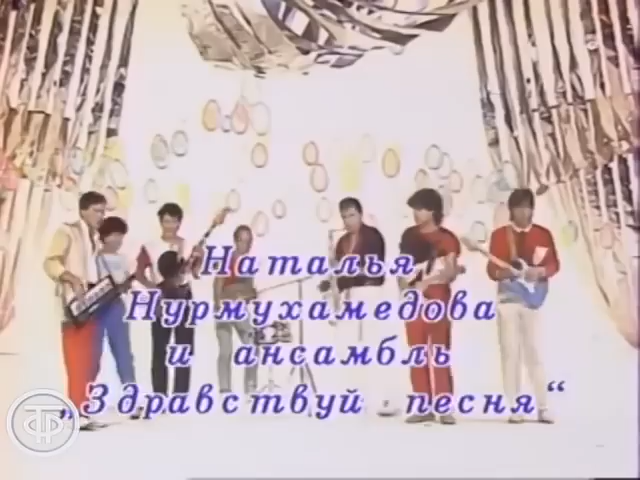 Наталья
Нурмухамедова
и ансамбль
„Здравствуй песня“